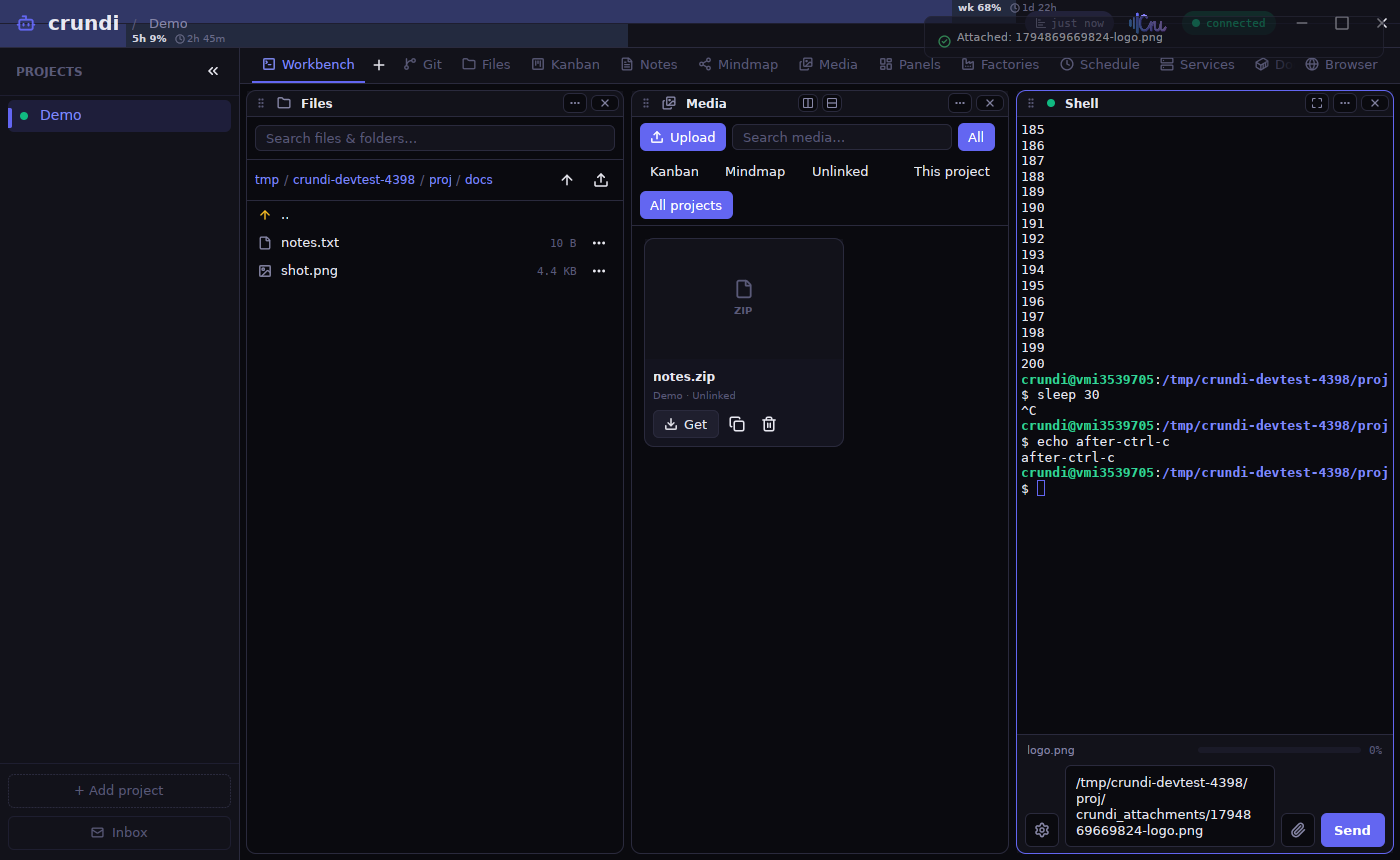 crundi / Demo
5h 9% 2h 45m
wk 68% 1d 22h
just now
connected
Attached: 1794869669824-logo.png
PROJECTS
Demo
+ Add project
Inbox
Workbench
Git
Files
Kanban
Notes
Mindmap
Media
Panels
Factories
Schedule
Services
Browser
Files
Search files & folders...
tmp / crundi-devtest-4398 / proj / docs
..
notes.txt 10 B
shot.png 4.4 KB
Media
Upload
Search media...
All
Kanban Mindmap Unlinked This project
All projects
ZIP
notes.zip
Demo · Unlinked
Get
Shell
185
186
187
188
189
190
191
192
193
194
195
196
197
198
199
200
crundi@vmi3539705:/tmp/crundi-devtest-4398/proj
$ sleep 30
^C
crundi@vmi3539705:/tmp/crundi-devtest-4398/proj
$ echo after-ctrl-c
after-ctrl-c
crundi@vmi3539705:/tmp/crundi-devtest-4398/proj
$
logo.png 0%
/tmp/crundi-devtest-4398/
proj/
crundi_attachments/17948
69669824-logo.png
Send